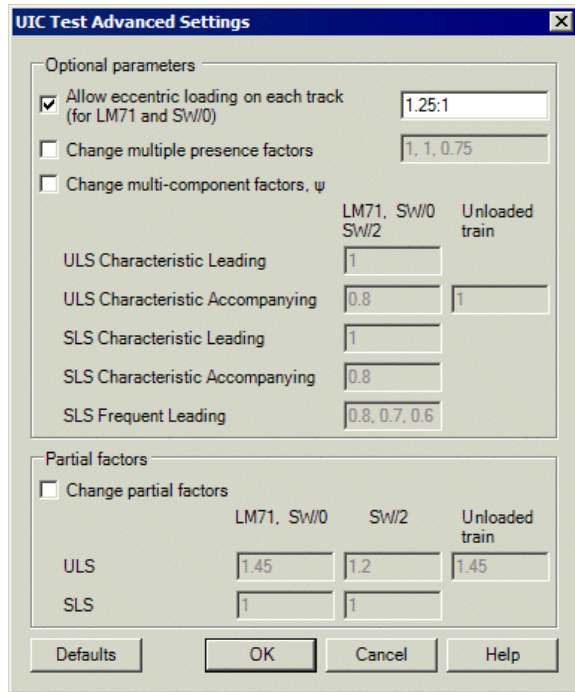 UIC Test Advanced Settings
Optional parameters
Allow eccentric loading on each track
(for LM71 and SW/0)
1.25:1
Change multiple presence factors
1, 1, 0.75
Change multi-component factors, ψ
LM71, SW/0
SW/2
Unloaded
train
ULS Characteristic Leading
1
ULS Characteristic Accompanying
0.8
1
SLS Characteristic Leading
1
SLS Characteristic Accompanying
0.8
SLS Frequent Leading
0.8, 0.7, 0.6
Partial factors
Change partial factors
LM71, SW/0
SW/2
Unloaded
train
ULS
1.45
1.2
1.45
SLS
1
1
Defaults
OK
Cancel
Help